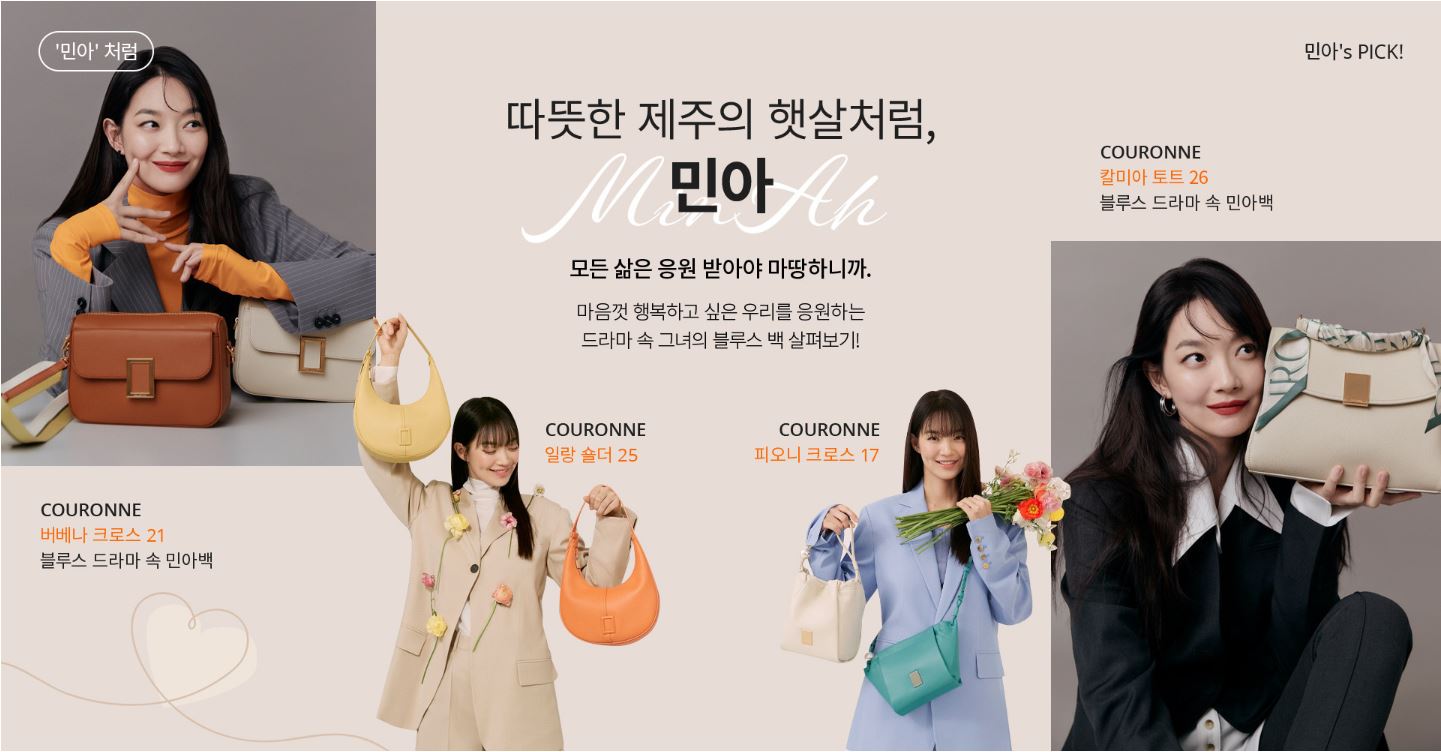 '민아' 처럼
민아's PICK!
따뜻한 제주의 햇살처럼,
민아
Min Ah
모든 삶은 응원 받아야 마땅하니까.
마음껏 행복하고 싶은 우리를 응원하는
드라마 속 그녀의 블루스 백 살펴보기!
COURONNE
칼미아 토트 26
블루스 드라마 속 민아백
COURONNE
일랑 숄더 25
COURONNE
피오니 크로스 17
COURONNE
버베나 크로스 21
블루스 드라마 속 민아백